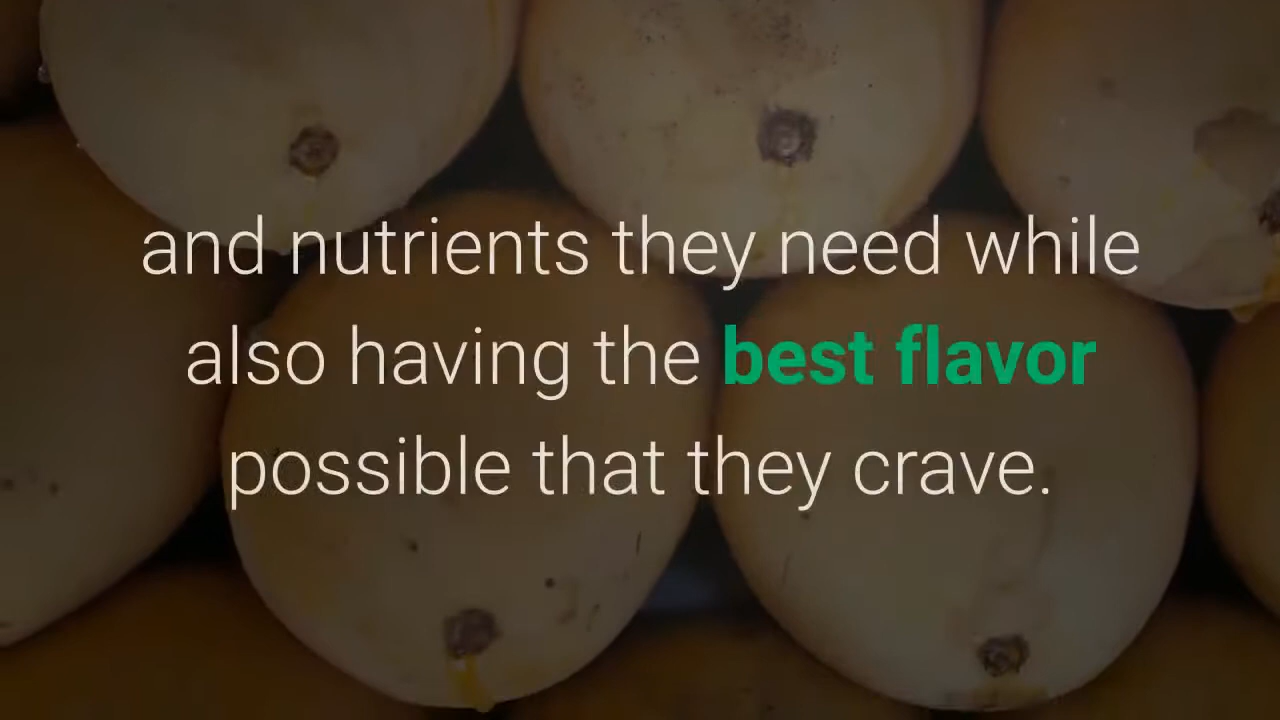 and nutrients they need while
also having the best flavor
possible that they crave.